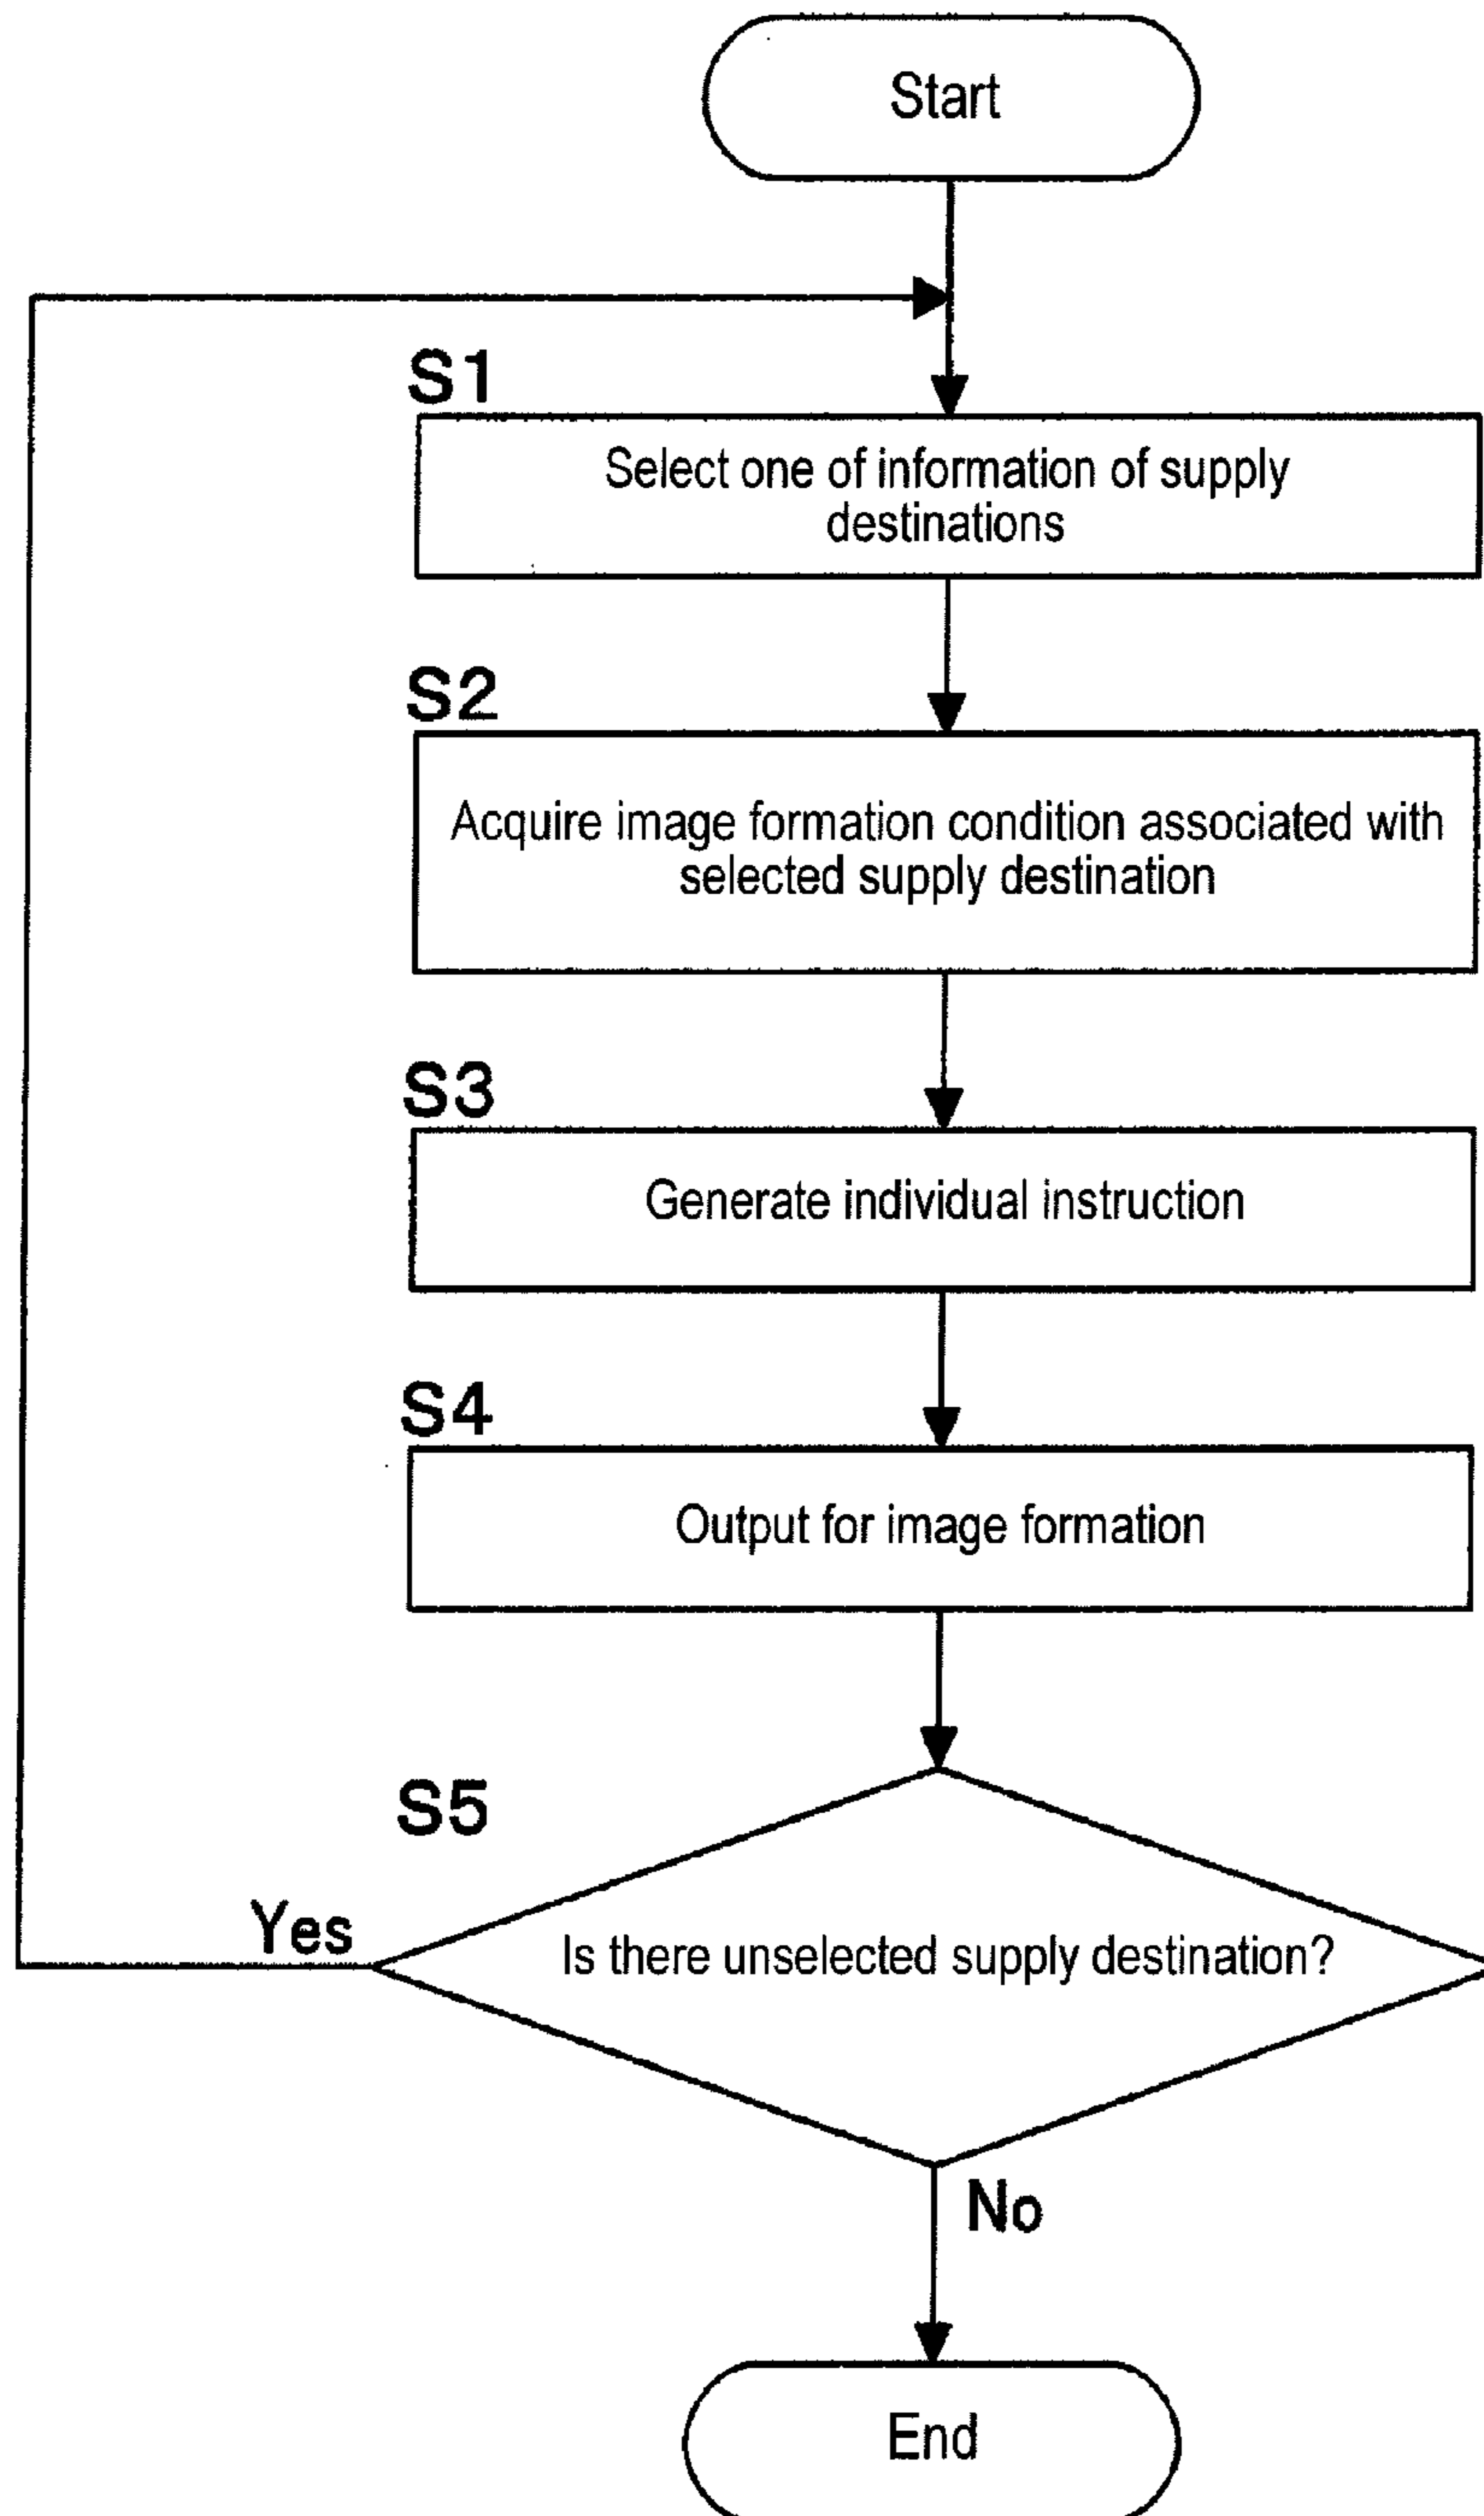 Start
S1
Select one of information of supply
destinations
S2
Acquire image formation condition associated with
selected supply destination
S3
Generate individual instruction
S4
Output for image formation
S5
Yes
Is there unselected supply destination?
No
End